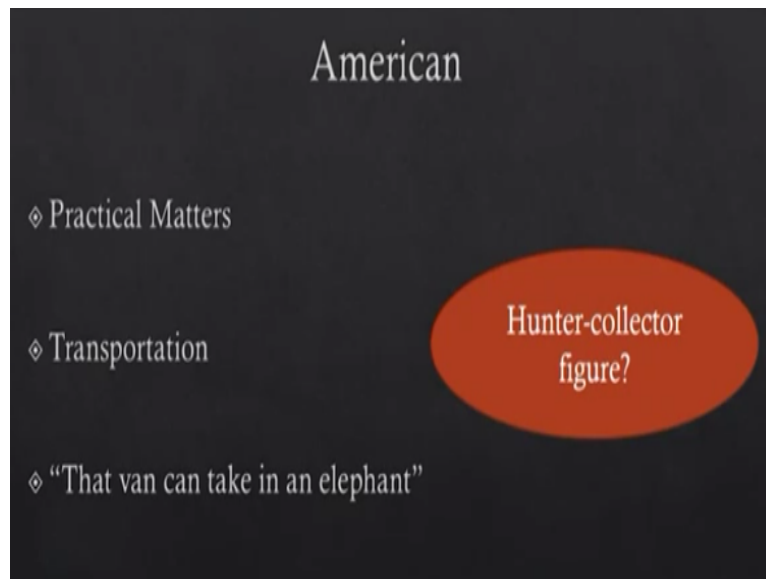 American
Practical Matters
Transportation
“That van can take in an elephant”
Hunter-collector
figure?